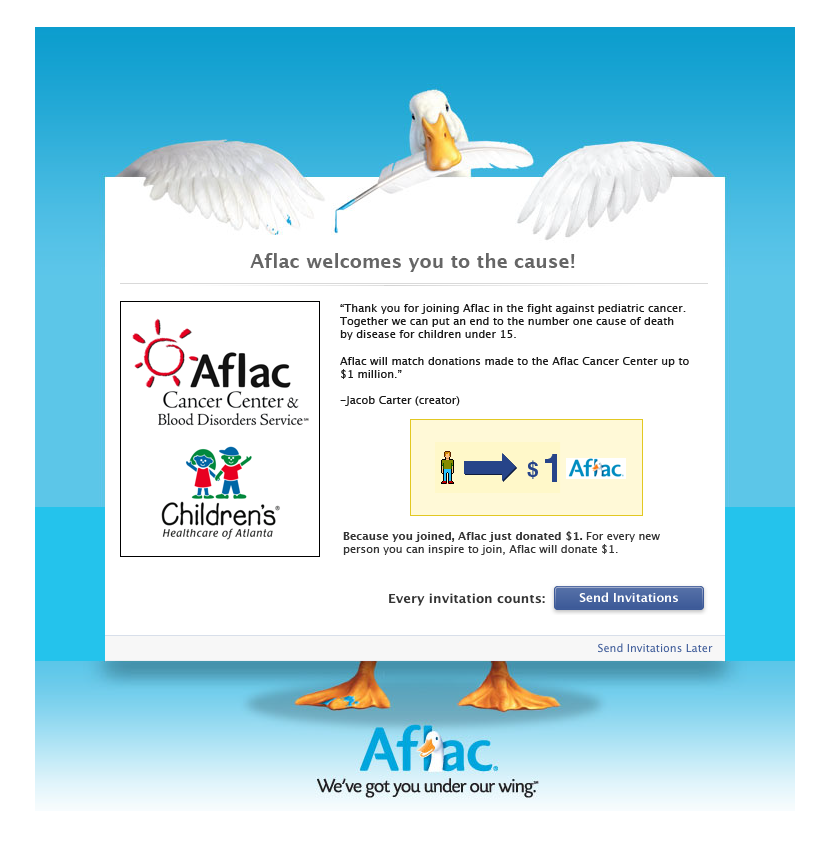 Aflac welcomes you to the cause!
Aflac
Cancer Center &
Blood Disorders Service℠
Children's®
Healthcare of Atlanta
“Thank you for joining Aflac in the fight against pediatric cancer.
Together we can put an end to the number one cause of death
by disease for children under 15.
Aflac will match donations made to the Aflac Cancer Center up to
$1 million.”
–Jacob Carter (creator)
$1 Aflac.
Because you joined, Aflac just donated $1. For every new
person you can inspire to join, Aflac will donate $1.
Every invitation counts: Send Invitations
Send Invitations Later
Aflac®
We've got you under our wing.℠